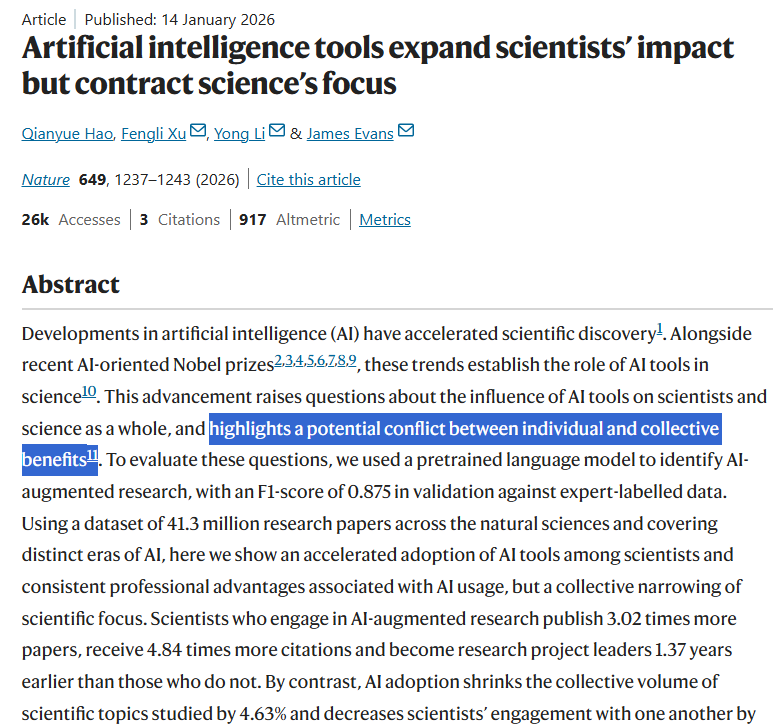 Article | Published: 14 January 2026
Artificial intelligence tools expand scientists’ impact
but contract science’s focus
Qianyue Hao, Fengli Xu, Yong Li & James Evans
Nature 649, 1237–1243 (2026) | Cite this article
26k Accesses | 3 Citations | 917 Altmetric | Metrics
Abstract
Developments in artificial intelligence (AI) have accelerated scientific discovery1. Alongside
recent AI-oriented Nobel prizes2,3,4,5,6,7,8,9, these trends establish the role of AI tools in
science10. This advancement raises questions about the influence of AI tools on scientists and
science as a whole, and highlights a potential conflict between individual and collective
benefits11. To evaluate these questions, we used a pretrained language model to identify AI-
augmented research, with an F1-score of 0.875 in validation against expert-labelled data.
Using a dataset of 41.3 million research papers across the natural sciences and covering
distinct eras of AI, here we show an accelerated adoption of AI tools among scientists and
consistent professional advantages associated with AI usage, but a collective narrowing of
scientific focus. Scientists who engage in AI-augmented research publish 3.02 times more
papers, receive 4.84 times more citations and become research project leaders 1.37 years
earlier than those who do not. By contrast, AI adoption shrinks the collective volume of
scientific topics studied by 4.63% and decreases scientists’ engagement with one another by